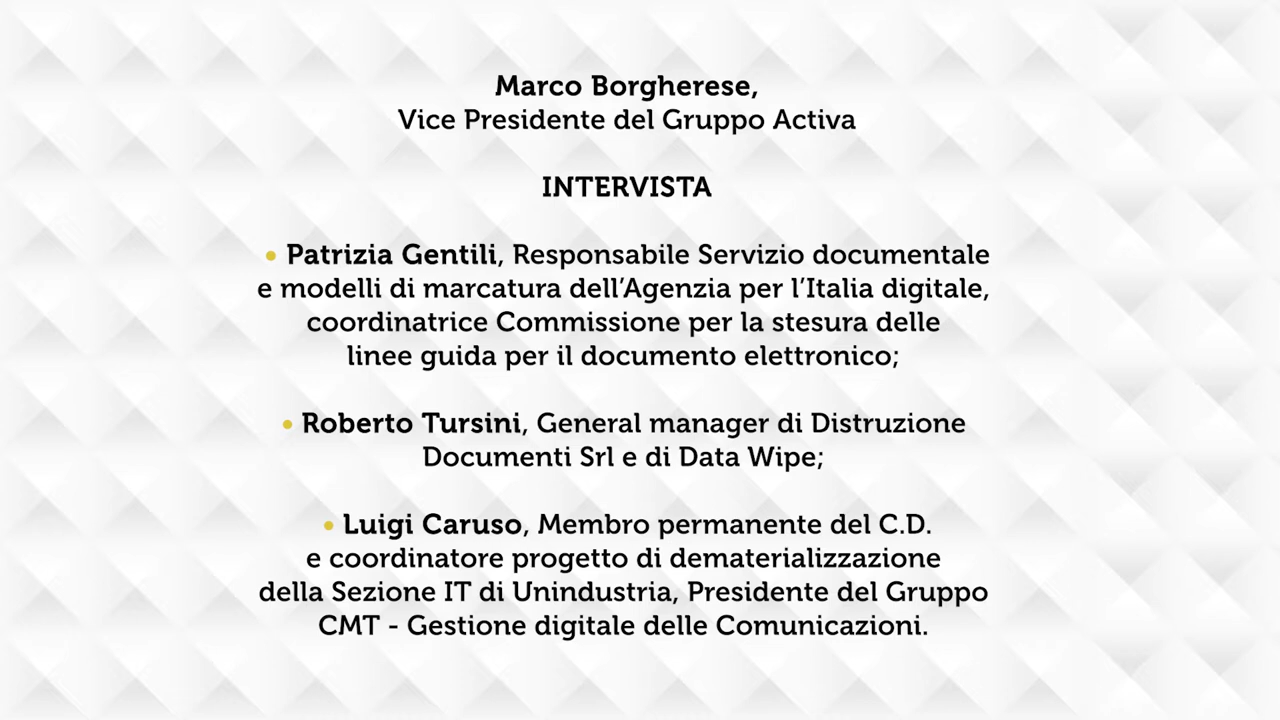 Marco Borgherese,
Vice Presidente del Gruppo Activa
INTERVISTA
• Patrizia Gentili, Responsabile Servizio documentale
e modelli di marcatura dell’Agenzia per l’Italia digitale,
coordinatrice Commissione per la stesura delle
linee guida per il documento elettronico;
• Roberto Tursini, General manager di Distruzione
Documenti Srl e di Data Wipe;
• Luigi Caruso, Membro permanente del C.D.
e coordinatore progetto di dematerializzazione
della Sezione IT di Unindustria, Presidente del Gruppo
CMT - Gestione digitale delle Comunicazioni.